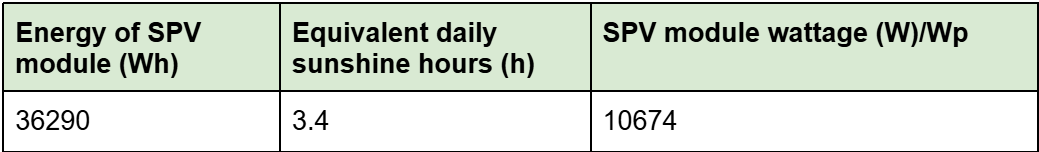 Energy of SPV
module (Wh)
Equivalent daily
sunshine hours (h)
SPV module wattage (W)/Wp
36290
3.4
10674